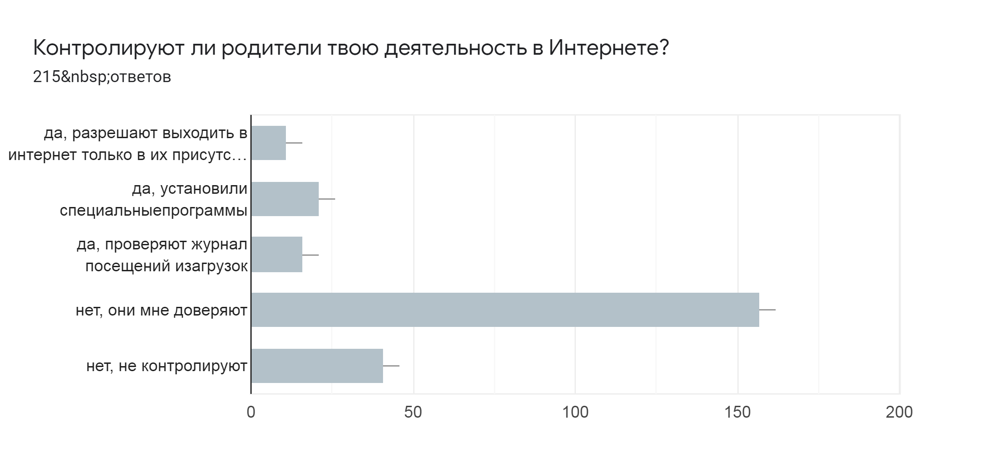 Контролируют ли родители твою деятельность в Интернете?
215&nbsp;ответов
да, разрешают выходить в
интернет только в их присутс…
да, установили
специальныепрограммы
да, проверяют журнал
посещений изагрузок
нет, они мне доверяют
нет, не контролируют
0 50 100 150 200